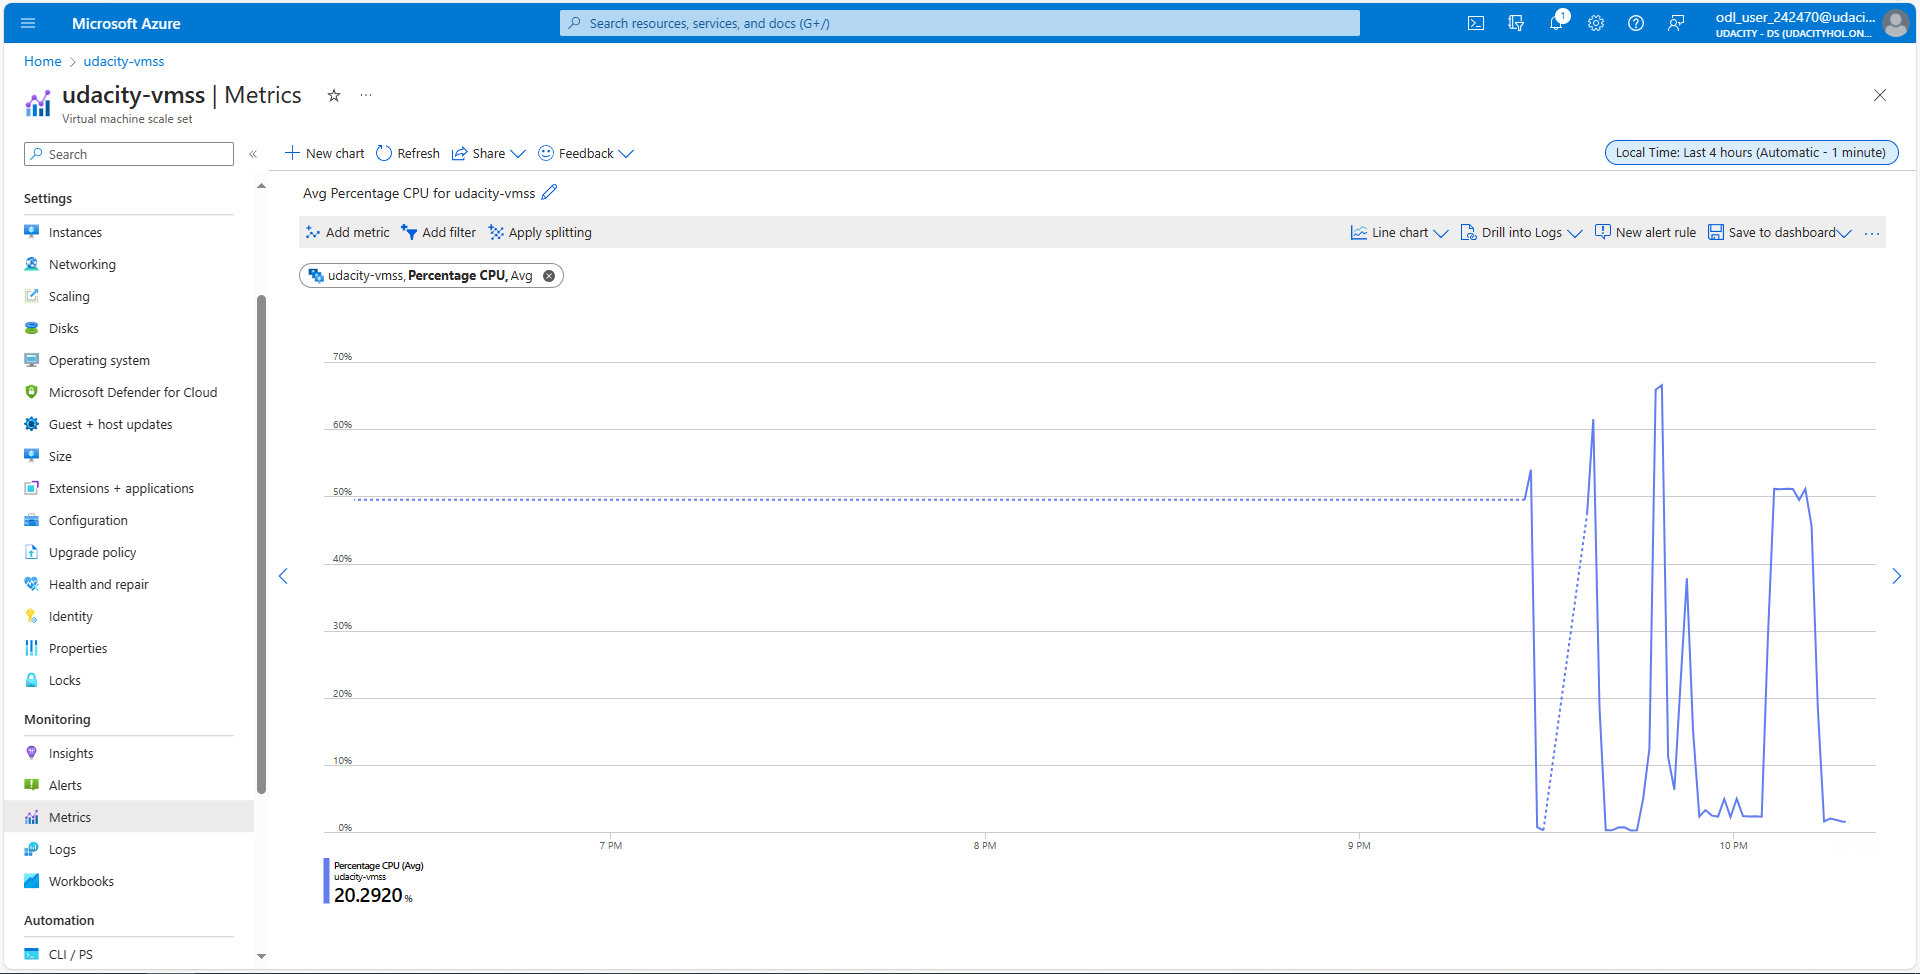 Microsoft Azure
Search resources, services, and docs (G+/)
1
odl_user_242470@udaci...
UDACITY - DS (UDACITYHOL.ON...
Home > udacity-vmss
udacity-vmss | Metrics
Virtual machine scale set
Search
New chart
Refresh
Share
Feedback
Local Time: Last 4 hours (Automatic - 1 minute)
Settings
Instances
Networking
Scaling
Disks
Operating system
Microsoft Defender for Cloud
Guest + host updates
Size
Extensions + applications
Configuration
Upgrade policy
Health and repair
Identity
Properties
Locks
Monitoring
Insights
Alerts
Metrics
Logs
Workbooks
Automation
CLI / PS
Avg Percentage CPU for udacity-vmss
Add metric
Add filter
Apply splitting
Line chart
Drill into Logs
New alert rule
Save to dashboard
udacity-vmss, Percentage CPU, Avg
70%
60%
50%
40%
30%
20%
10%
0%
7 PM
8 PM
9 PM
10 PM
Percentage CPU (Avg)
udacity-vmss
20.2920 %